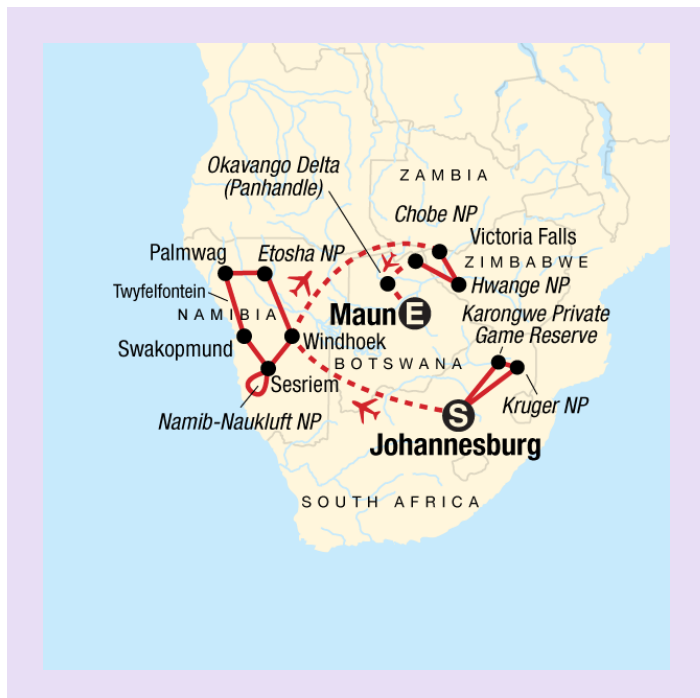 Okavango Delta
(Panhandle)
ZAMBIA
Chobe NP
Victoria Falls
Palmwag
Etosha NP
ZIMBABWE
Hwange NP
Twyfelfontein
NAMIBIA
Maun E
Karongwe Private
Game Reserve
Swakopmund
Windhoek
BOTSWANA
Sesriem
Kruger NP
Namib-Naukluft NP
S
Johannesburg
SOUTH AFRICA